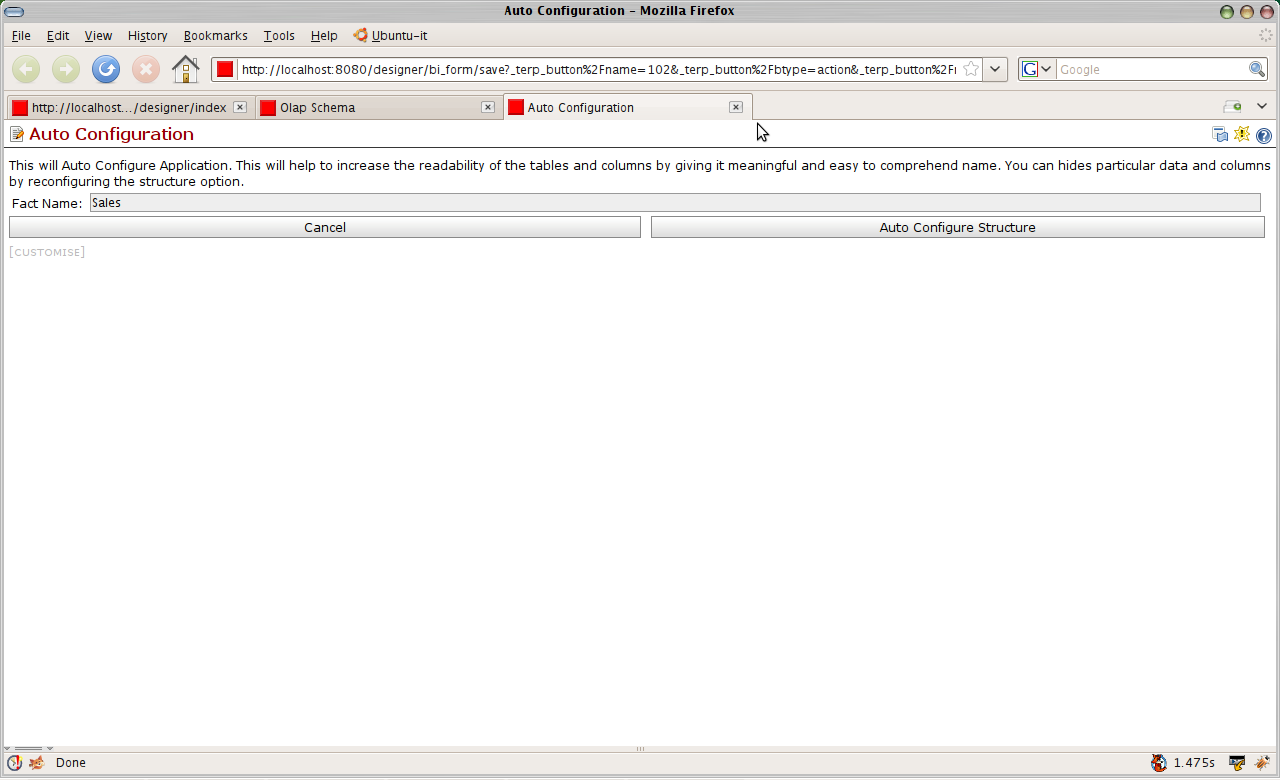 Auto Configuration - Mozilla Firefox
File Edit View History Bookmarks Tools Help Ubuntu-it
http://localhost:8080/designer/bi_form/save?_terp_button%2Fname=102&_terp_button%2Fbtype=action&_terp_button%2F
G Google
http://localhost.../designer/index Olap Schema Auto Configuration
Auto Configuration
This will Auto Configure Application. This will help to increase the readability of the tables and columns by giving it meaningful and easy to comprehend name. You can hides particular data and columns
by reconfiguring the structure option.
Fact Name: Sales
Cancel Auto Configure Structure
[CUSTOMISE]
Done 1.475s